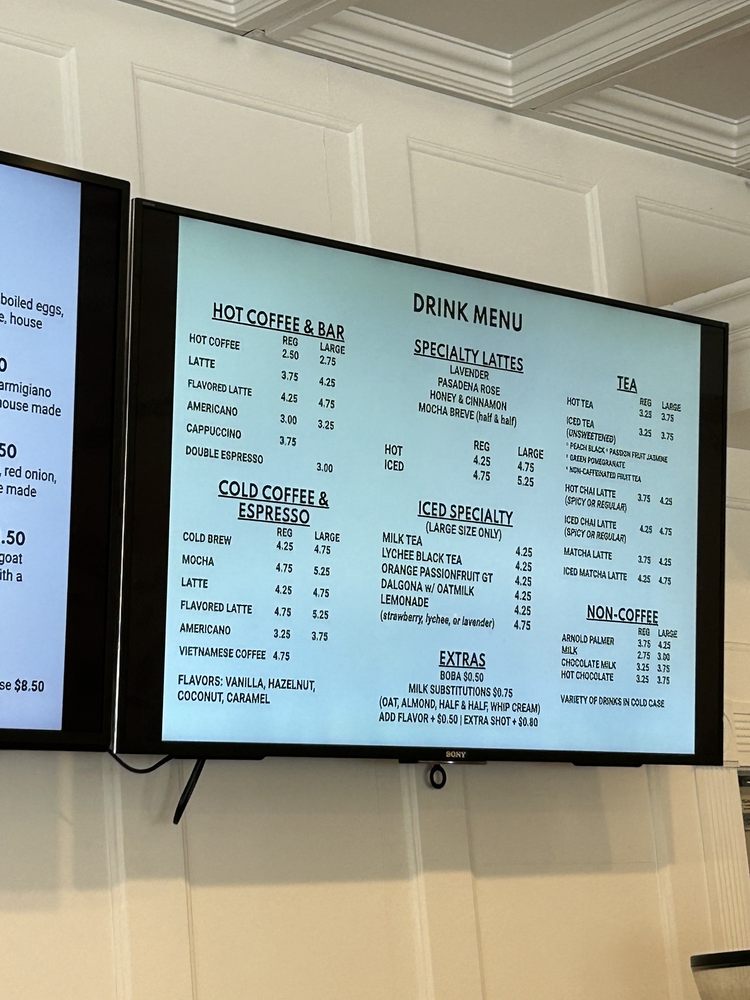 boiled eggs,
e, house
0
armigiano
house made
50
, red onion,
e made
.50
goat
ith a
se $8.50
DRINK MENU
HOT COFFEE & BAR
REG LARGE
HOT COFFEE 2.50 2.75
LATTE 3.75 4.25
FLAVORED LATTE 4.25 4.75
AMERICANO 3.00 3.25
CAPPUCCINO 3.75
DOUBLE ESPRESSO 3.00
COLD COFFEE &
ESPRESSO
REG LARGE
COLD BREW 4.25 4.75
MOCHA 4.75 5.25
LATTE 4.25 4.75
FLAVORED LATTE 4.75 5.25
AMERICANO 3.25 3.75
VIETNAMESE COFFEE 4.75
FLAVORS: VANILLA, HAZELNUT,
COCONUT, CARAMEL
SPECIALTY LATTES
LAVENDER
PASADENA ROSE
HONEY & CINNAMON
MOCHA BREVE (half & half)
REG LARGE
HOT 4.25 4.75
ICED 4.75 5.25
ICED SPECIALTY
(LARGE SIZE ONLY)
MILK TEA 4.25
LYCHEE BLACK TEA 4.25
ORANGE PASSIONFRUIT GT 4.25
DALGONA w/ OATMILK 4.25
LEMONADE 4.25
(strawberry, lychee, or lavender) 4.75
EXTRAS
BOBA $0.50
MILK SUBSTITUTIONS $0.75
(OAT, ALMOND, HALF & HALF, WHIP CREAM)
ADD FLAVOR + $0.50 | EXTRA SHOT + $0.80
TEA
REG LARGE
HOT TEA 3.25 3.75
ICED TEA 3.25 3.75
(UNSWEETENED)
* PEACH BLACK * PASSION FRUIT JASMINE
* GREEN POMEGRANATE
* NON-CAFFEINATED FRUIT TEA
HOT CHAI LATTE 3.75 4.25
(SPICY OR REGULAR)
ICED CHAI LATTE 4.25 4.75
(SPICY OR REGULAR)
MATCHA LATTE 3.75 4.25
ICED MATCHA LATTE 4.25 4.75
NON-COFFEE
REG LARGE
ARNOLD PALMER 3.75 4.25
MILK 2.75 3.00
CHOCOLATE MILK 3.25 3.75
HOT CHOCOLATE 3.25 3.75
VARIETY OF DRINKS IN COLD CASE
SONY